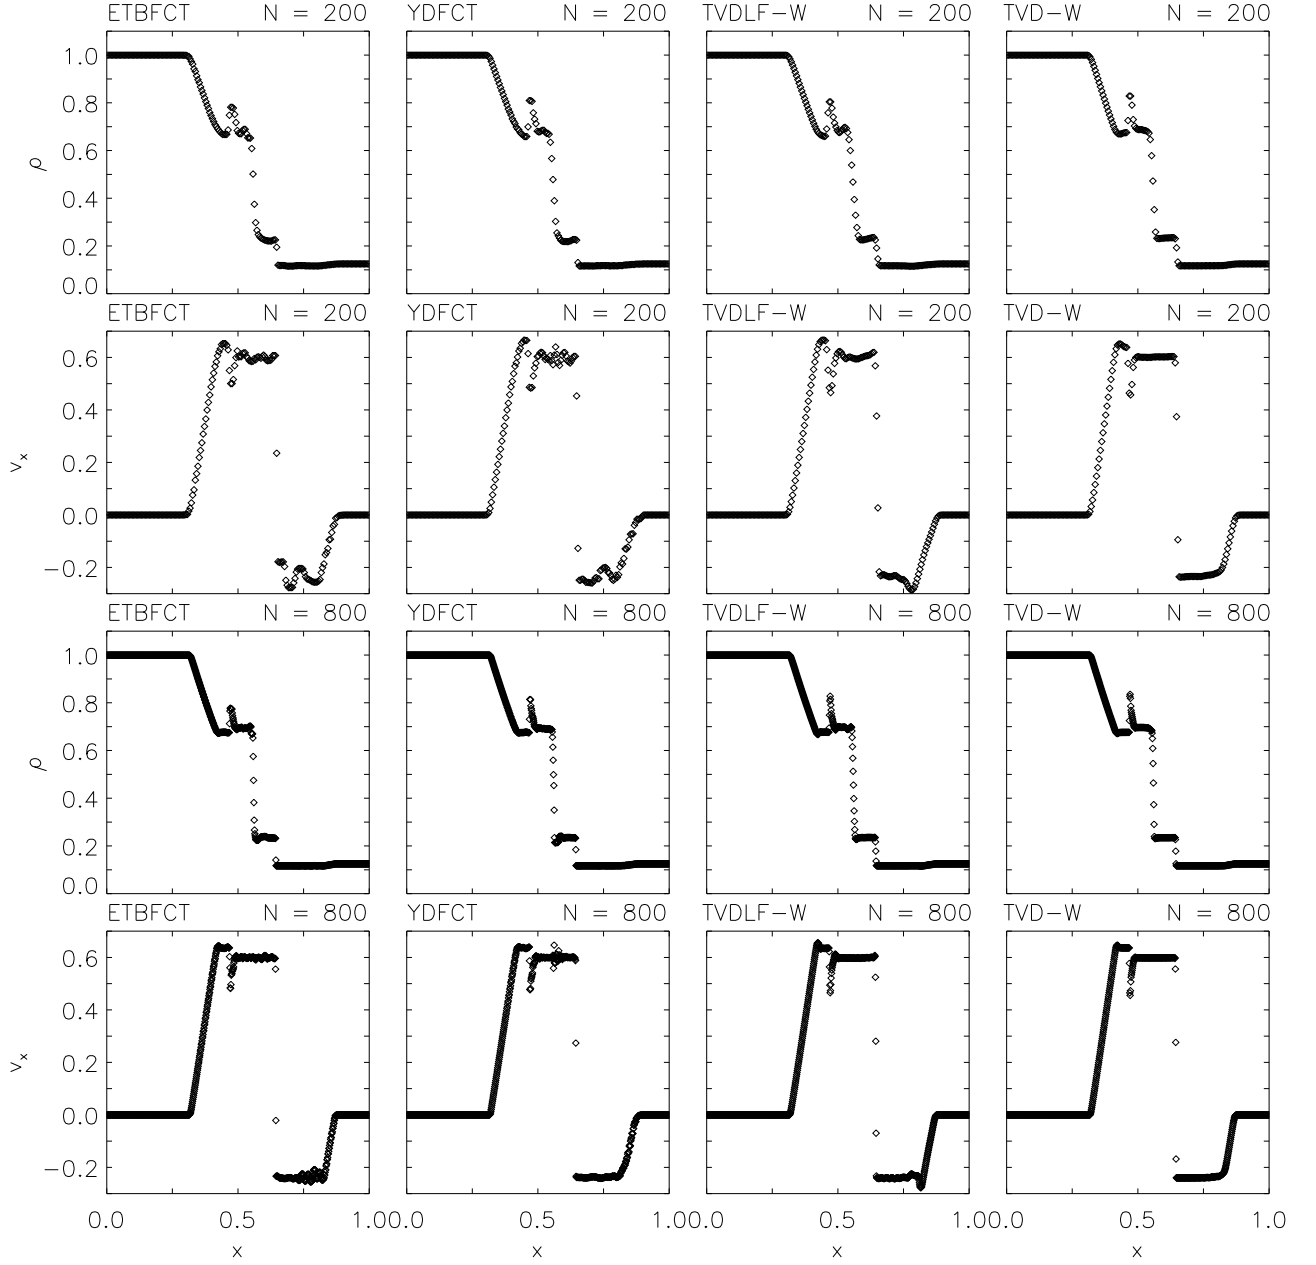 ETBFCT N = 200 YDFCT N = 200 TVDLF-W N = 200 TVD-W N = 200
1.0
0.8
ρ
0.6
0.4
0.2
0.0
ETBFCT N = 200 YDFCT N = 200 TVDLF-W N = 200 TVD-W N = 200
0.6
0.4
vₓ
0.2
0.0
−0.2
ETBFCT N = 800 YDFCT N = 800 TVDLF-W N = 800 TVD-W N = 800
1.0
0.8
ρ
0.6
0.4
0.2
0.0
ETBFCT N = 800 YDFCT N = 800 TVDLF-W N = 800 TVD-W N = 800
0.6
0.4
vₓ
0.2
0.0
−0.2
0.0 0.5 1.00.0 0.5 1.00.0 0.5 1.00.0 0.5 1.0
x x x x